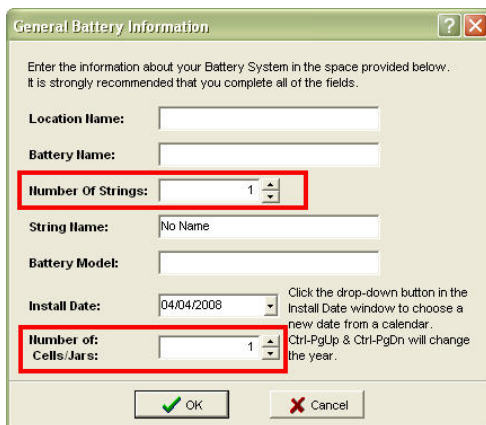 General Battery Information
Enter the information about your Battery System in the space provided below.
It is strongly recommended that you complete all of the fields.
Location Name:
Battery Name:
Number Of Strings: 1
String Name: No Name
Battery Model:
Install Date: 04/04/2008
Click the drop-down button in the
Install Date window to choose a
new date from a calendar.
Ctrl-PgUp & Ctrl-PgDn will change
the year.
Number of:
Cells/Jars: 1
OK
Cancel